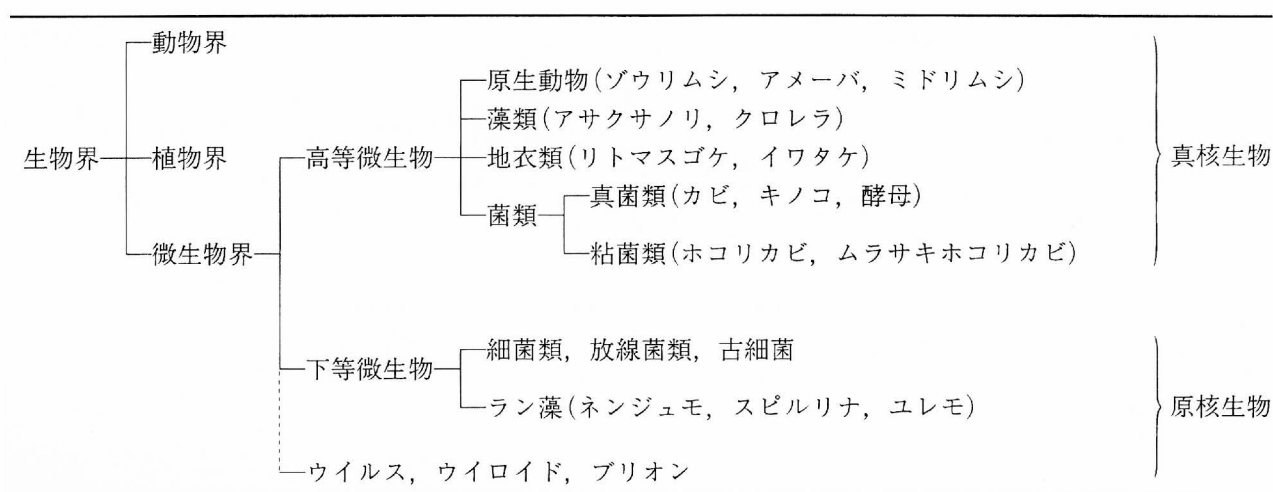 動物界
原生動物(ゾウリムシ，アメーバ，ミドリムシ)
藻類(アサクサノリ，クロレラ)
生物界 植物界 高等微生物 地衣類(リトマスゴケ，イワタケ) 真核生物
真菌類(カビ，キノコ，酵母)
菌類
微生物界 粘菌類(ホコリカビ，ムラサキホコリカビ)
細菌類，放線菌類，古細菌
下等微生物
ラン藻(ネンジュモ，スピルリナ，ユレモ) 原核生物
ウイルス，ウイロイド，プリオン